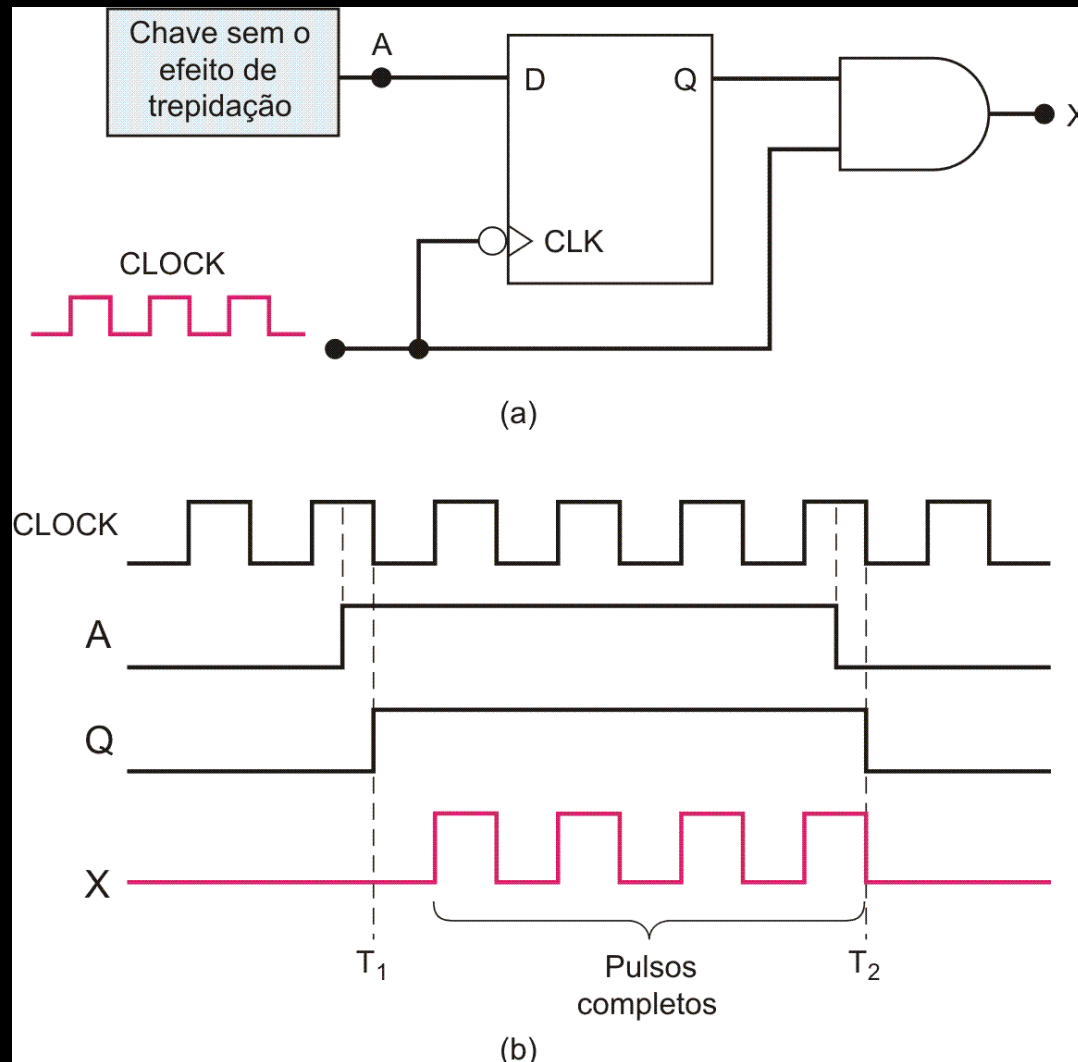 Chave sem o
efeito de
trepidação
A
D
Q
X
CLK
CLOCK
(a)
CLOCK
A
Q
X
T1
Pulsos
completos
T2
(b)